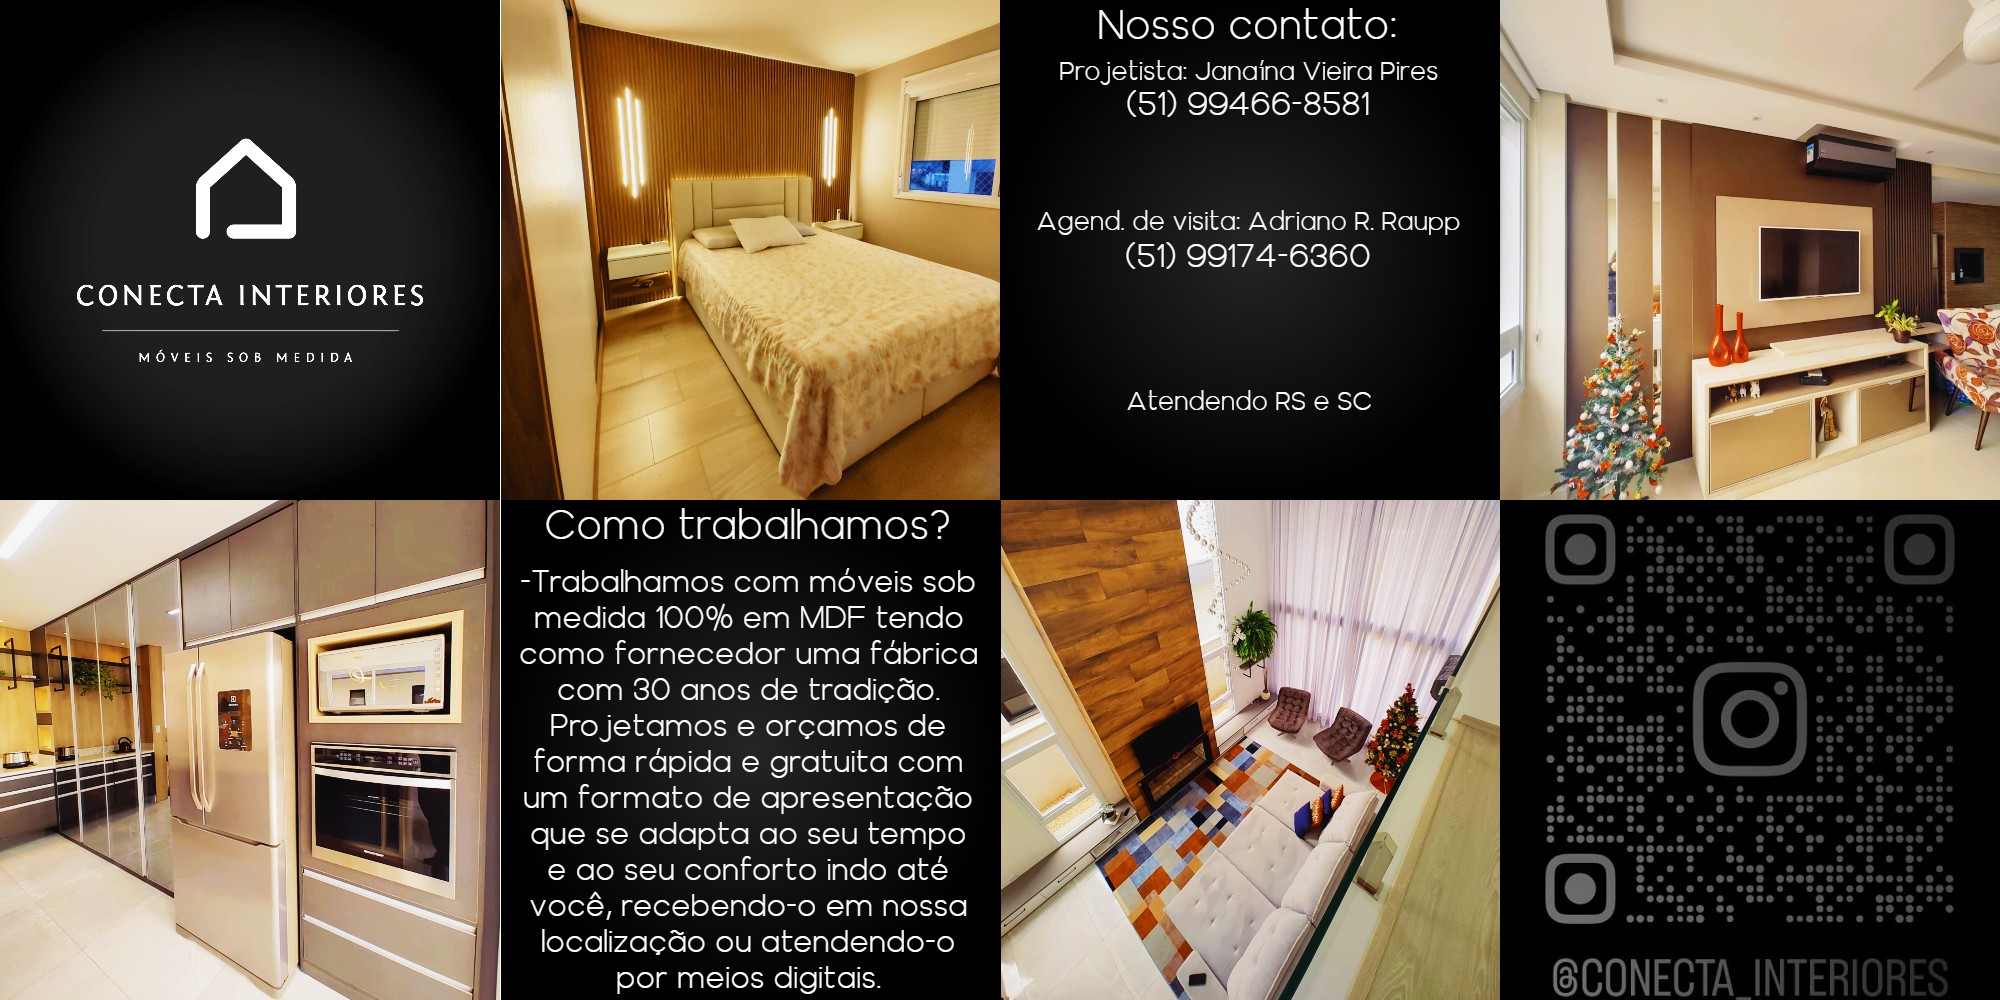 CONECTA INTERIORES
MÓVEIS SOB MEDIDA
Nosso contato:
Projetista: Janaína Vieira Pires
(51) 99466-8581
Agend. de visita: Adriano R. Raupp
(51) 99174-6360
Atendendo RS e SC
Como trabalhamos?
-Trabalhamos com móveis sob
medida 100% em MDF tendo
como fornecedor uma fábrica
com 30 anos de tradição.
Projetamos e orçamos de
forma rápida e gratuita com
um formato de apresentação
que se adapta ao seu tempo
e ao seu conforto indo até
você, recebendo-o em nossa
localização ou atendendo-o
por meios digitais.
@CONECTA_INTERIORES